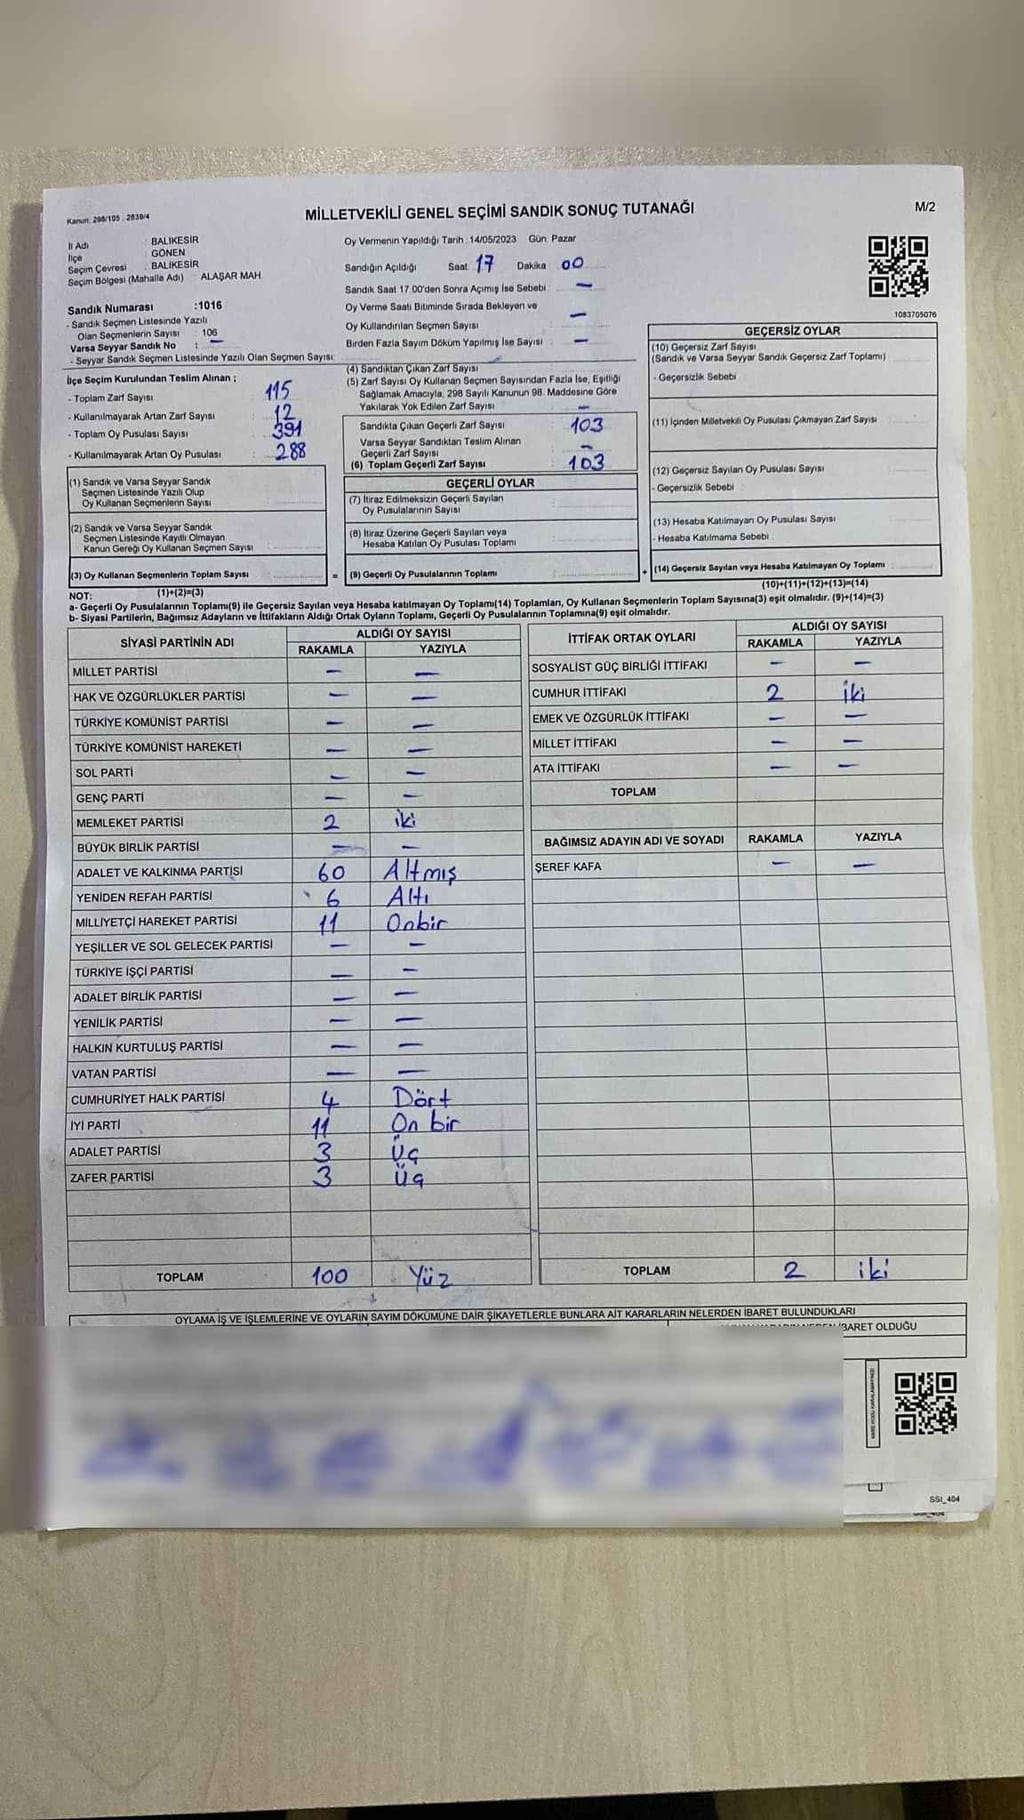 Kanun: 298/105 . 2839/4
MİLLETVEKİLİ GENEL SEÇİMİ SANDIK SONUÇ TUTANAĞI
M/2
İl Adı : BALIKESİR
İlçe : GÖNEN
Seçim Çevresi : BALIKESİR
Seçim Bölgesi (Mahalle Adı) : ALAŞAR MAH.
Oy Vermenin Yapıldığı Tarih :14/05/2023 Gün: Pazar
Sandığın Açıldığı Saat: 17 Dakika : 00
Sandık Saat 17.00'den Sonra Açımış İse Sebebi : —
Oy Verme Saati Bitiminde Sırada Bekleyen ve
Oy Kullandırılan Seçmen Sayısı : —
Birden Fazla Sayım Döküm Yapılmış İse Sayısı : —
1083705076
Sandık Numarası :1016
- Sandık Seçmen Listesinde Yazılı
Olan Seçmenlerin Sayısı : 106
Varsa Seyyar Sandık No : —
- Seyyar Sandık Seçmen Listesinde Yazılı Olan Seçmen Sayısı:
İlçe Seçim Kurulundan Teslim Alınan ;
- Toplam Zarf Sayısı : 115
- Kullanılmayarak Artan Zarf Sayısı : 12
- Toplam Oy Pusulası Sayısı : 391
- Kullanılmayarak Artan Oy Pusulası : 288
(4) Sandıktan Çıkan Zarf Sayısı :
(5) Zarf Sayısı Oy Kullanan Seçmen Sayısından Fazla İse, Eşitliği
Sağlamak Amacıyla, 298 Sayılı Kanunun 98. Maddesine Göre
Yakılarak Yok Edilen Zarf Sayısı : —
Sandıkta Çıkan Geçerli Zarf Sayısı : 103
Varsa Seyyar Sandıktan Teslim Alınan
Geçerli Zarf Sayısı : —
(6) Toplam Geçerli Zarf Sayısı : 103
GEÇERSİZ OYLAR
(10) Geçersiz Zarf Sayısı
(Sandık ve Varsa Seyyar Sandık Geçersiz Zarf Toplamı)
- Geçersizlik Sebebi :
(11) İçinden Milletvekili Oy Pusulası Çıkmayan Zarf Sayısı :
(12) Geçersiz Sayılan Oy Pusulası Sayısı :
- Geçersizlik Sebebi :
(13) Hesaba Katılmayan Oy Pusulası Sayısı :
- Hesaba Katılmama Sebebi :
(14) Geçersiz Sayılan veya Hesaba Katılmayan Oy Toplamı :
(1) Sandık ve Varsa Seyyar Sandık
Seçmen Listesinde Yazılı Olup
Oy Kullanan Seçmenlerin Sayısı :
(2) Sandık ve Varsa Seyyar Sandık
Seçmen Listesinde Kayıtlı Olmayan
Kanun Gereği Oy Kullanan Seçmen Sayısı :
(3) Oy Kullanan Seçmenlerin Toplam Sayısı :
=
GEÇERLİ OYLAR
(7) İtiraz Edilmeksizin Geçerli Sayılan
Oy Pusulalarının Sayısı :
(8) İtiraz Üzerine Geçerli Sayılan veya
Hesaba Katılan Oy Pusulası Toplamı :
(9) Geçerli Oy Pusulalarının Toplamı :
+
NOT: (1)+(2)=(3) (10)+(11)+(12)+(13)=(14)
a- Geçerli Oy Pusulalarının Toplamı(9) ile Geçersiz Sayılan veya Hesaba katılmayan Oy Toplamı(14) Toplamları, Oy Kullanan Seçmenlerin Toplam Sayısına(3) eşit olmalıdır. (9)+(14)=(3)
b- Siyasi Partilerin, Bağımsız Adayların ve İttifakların Aldığı Ortak Oyların Toplamı, Geçerli Oy Pusulalarının Toplamına(9) eşit olmalıdır.
SİYASİ PARTİNİN ADI ALDIĞI OY SAYISI
RAKAMLA YAZIYLA
MİLLET PARTİSİ — —
HAK VE ÖZGÜRLÜKLER PARTİSİ — —
TÜRKİYE KOMÜNİST PARTİSİ — —
TÜRKİYE KOMÜNİST HAREKETİ — —
SOL PARTİ — —
GENÇ PARTİ — —
MEMLEKET PARTİSİ 2 iki
BÜYÜK BİRLİK PARTİSİ — —
ADALET VE KALKINMA PARTİSİ 60 Altmış
YENİDEN REFAH PARTİSİ 6 Altı
MİLLİYETÇİ HAREKET PARTİSİ 11 Onbir
YEŞİLLER VE SOL GELECEK PARTİSİ — —
TÜRKİYE İŞÇİ PARTİSİ — —
ADALET BİRLİK PARTİSİ — —
YENİLİK PARTİSİ — —
HALKIN KURTULUŞ PARTİSİ — —
VATAN PARTİSİ — —
CUMHURİYET HALK PARTİSİ 4 Dört
İYİ PARTİ 11 On bir
ADALET PARTİSİ 3 Üç
ZAFER PARTİSİ 3 Üç
TOPLAM 100 Yüz
İTTİFAK ORTAK OYLARI ALDIĞI OY SAYISI
RAKAMLA YAZIYLA
SOSYALİST GÜÇ BİRLİĞİ İTTİFAKI — —
CUMHUR İTTİFAKI 2 iki
EMEK VE ÖZGÜRLÜK İTTİFAKI — —
MİLLET İTTİFAKI — —
ATA İTTİFAKI — —
TOPLAM
BAĞIMSIZ ADAYIN ADI VE SOYADI RAKAMLA YAZIYLA
ŞEREF KAFA — —
TOPLAM 2 iki
OYLAMA İŞ VE İŞLEMLERİNE VE OYLARIN SAYIM DÖKÜMÜNE DAİR ŞİKAYETLERLE BUNLARA AİT KARARLARIN NELERDEN İBARET BULUNDUKLARI
İBARET OLDUĞU
SSI_404